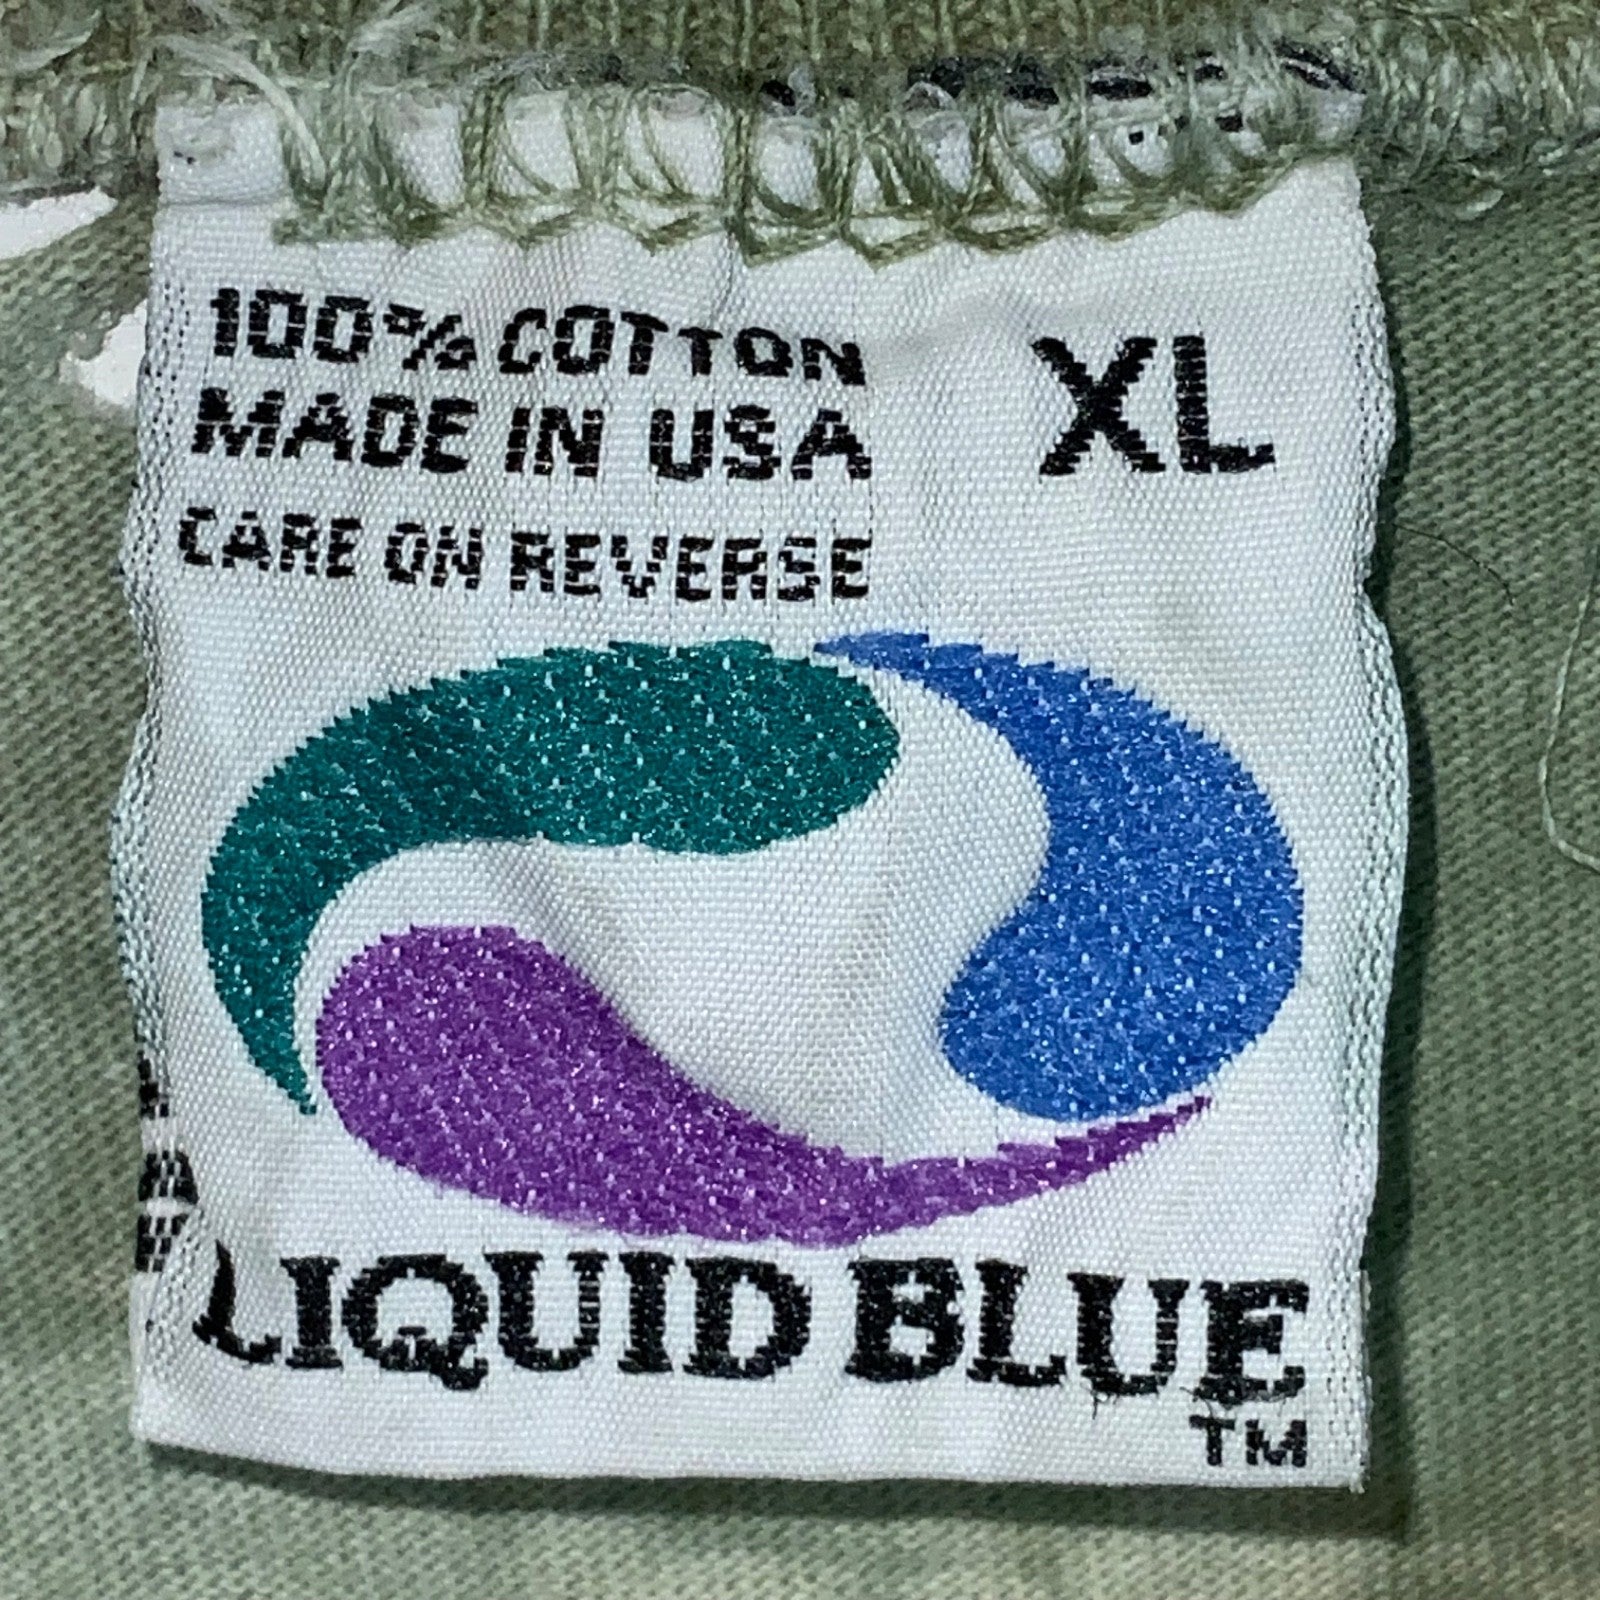 100% COTTON
MADE IN USA
XL
CARE ON REVERSE
LIQUID BLUE
TM